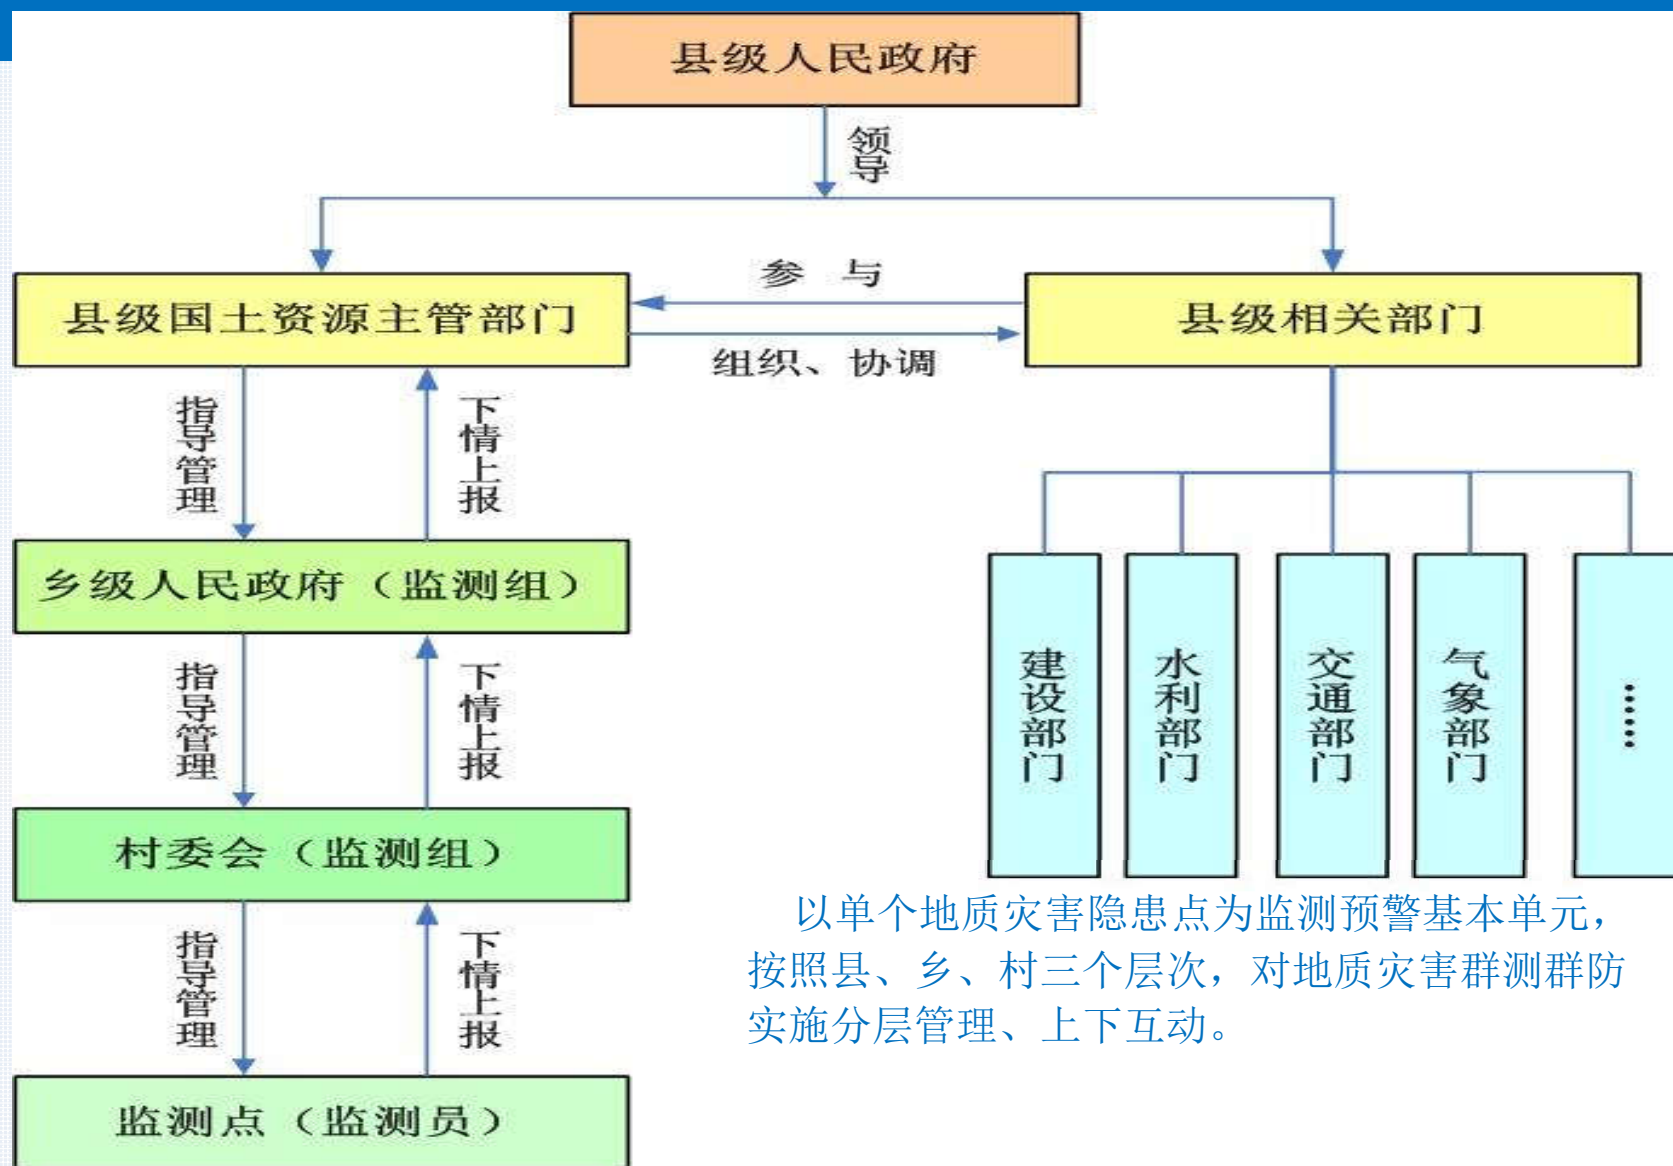 县级人民政府
领导
参 与
县级国土资源主管部门
县级相关部门
组织、协调
指导管理
下情上报
乡级人民政府（监测组）
指导管理
下情上报
建设部门
水利部门
交通部门
气象部门
……
村委会（监测组）
以单个地质灾害隐患点为监测预警基本单元，
按照县、乡、村三个层次，对地质灾害群测群防
实施分层管理、上下互动。
指导管理
下情上报
监测点（监测员）